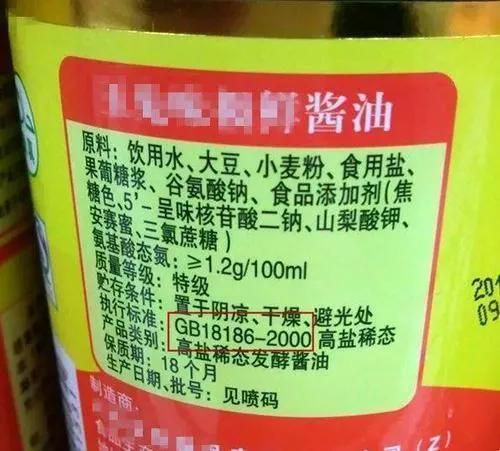 鲜酱油
原料：饮用水、大豆、小麦粉、食用盐、
果葡糖浆、谷氨酸钠、食品添加剂(焦
糖色、5'-呈味核苷酸二钠、山梨酸钾、
安赛蜜、三氯蔗糖)
氨基酸态氮：≥1.2g/100ml
质量等级：特级
贮存条件：置于阴凉、干燥、避光处
执行标准：GB18186-2000 高盐稀态
产品类别：高盐稀态发酵酱油
保质期：18个月
生产日期、批号：见喷码
制造商：
201
09